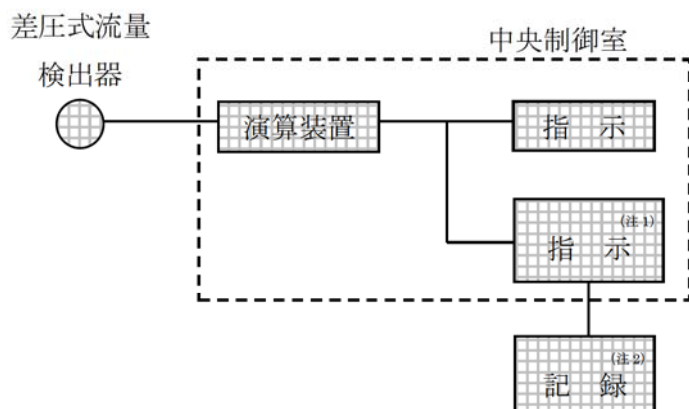 差圧式流量
検出器
中央制御室
演算装置
指 示
(注1)
指 示
(注2)
記 録